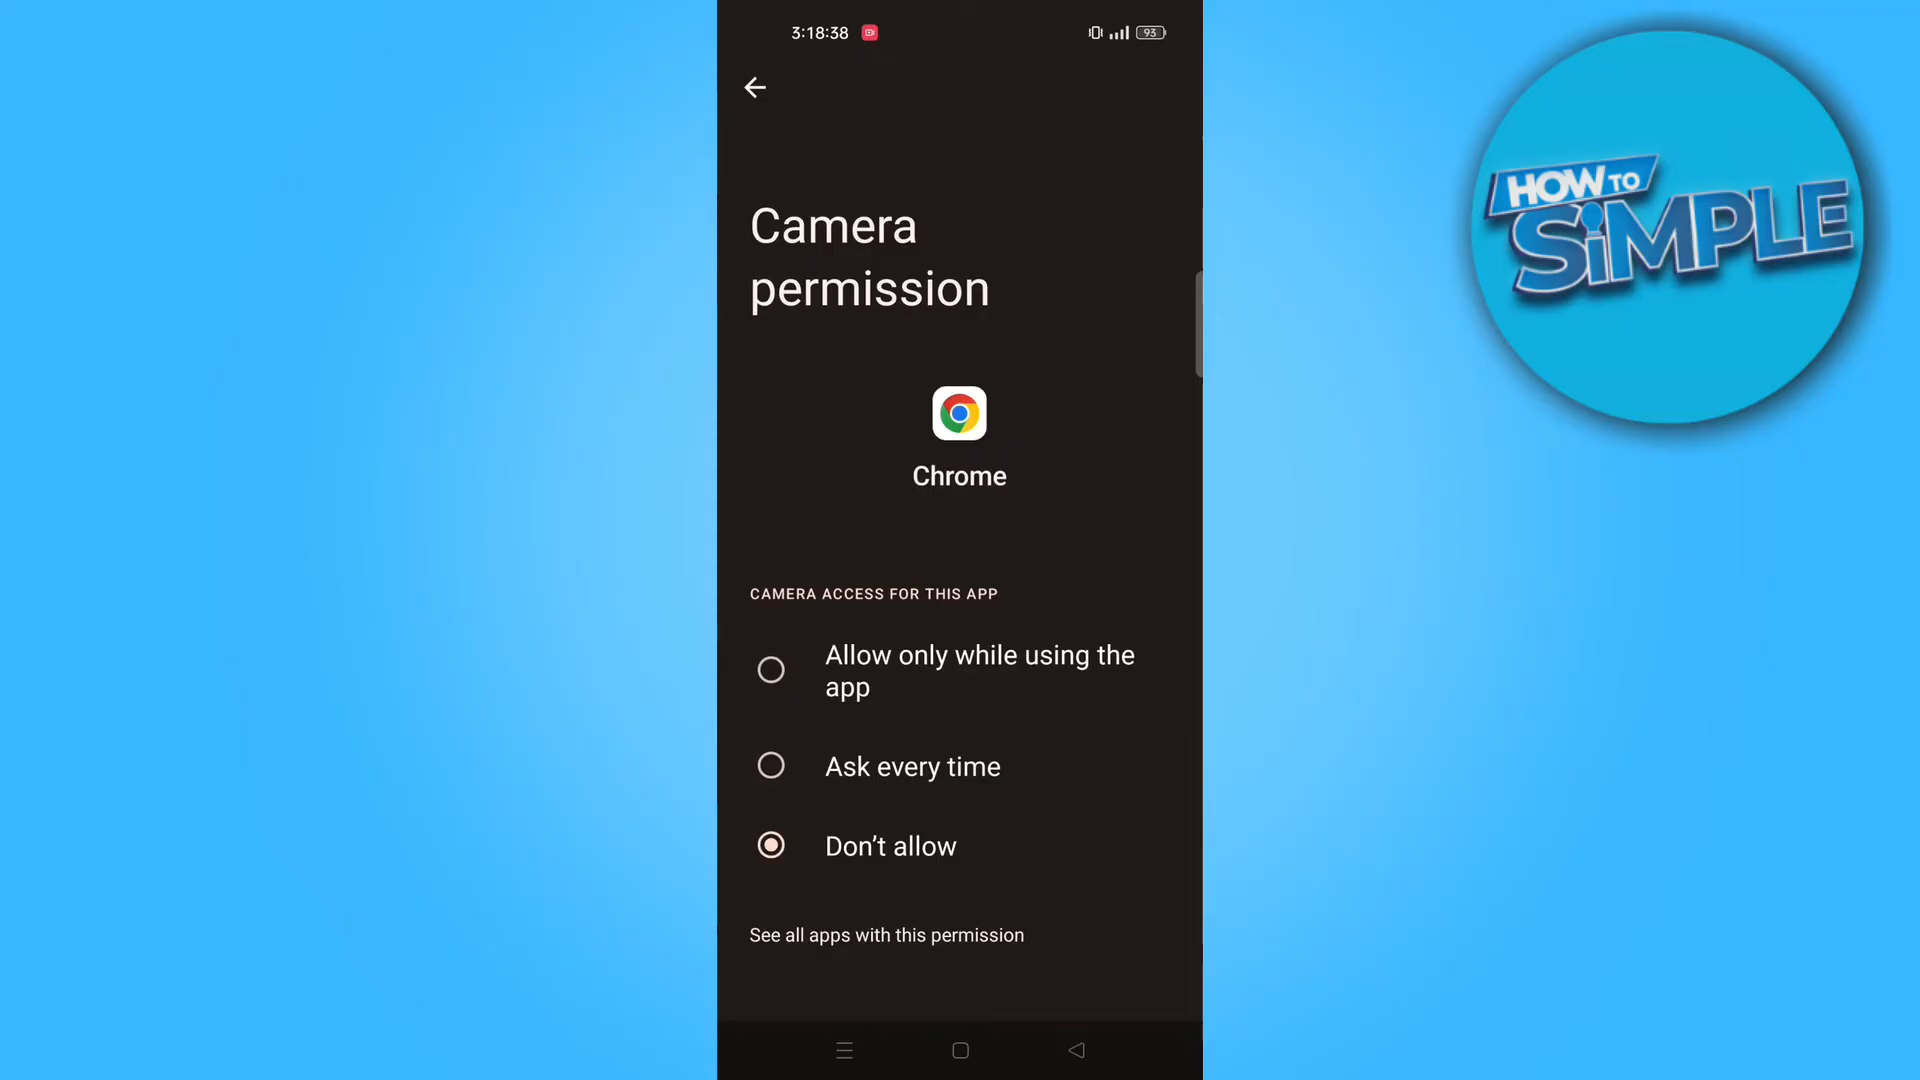 3:18:38
93
HOW TO
SiMPLE
Camera
permission
Chrome
CAMERA ACCESS FOR THIS APP
Allow only while using the
app
Ask every time
Don’t allow
See all apps with this permission